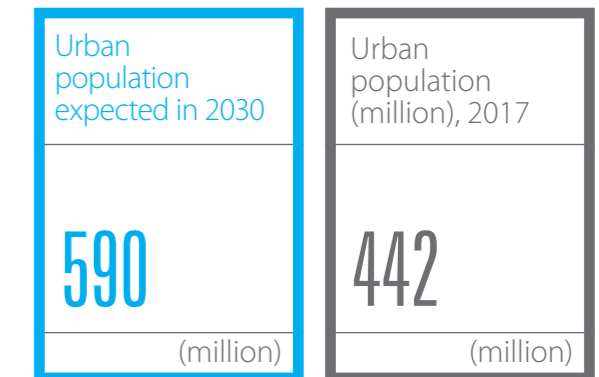 Urban
population
expected in 2030
590
(million)
Urban
population
(million), 2017
442
(million)